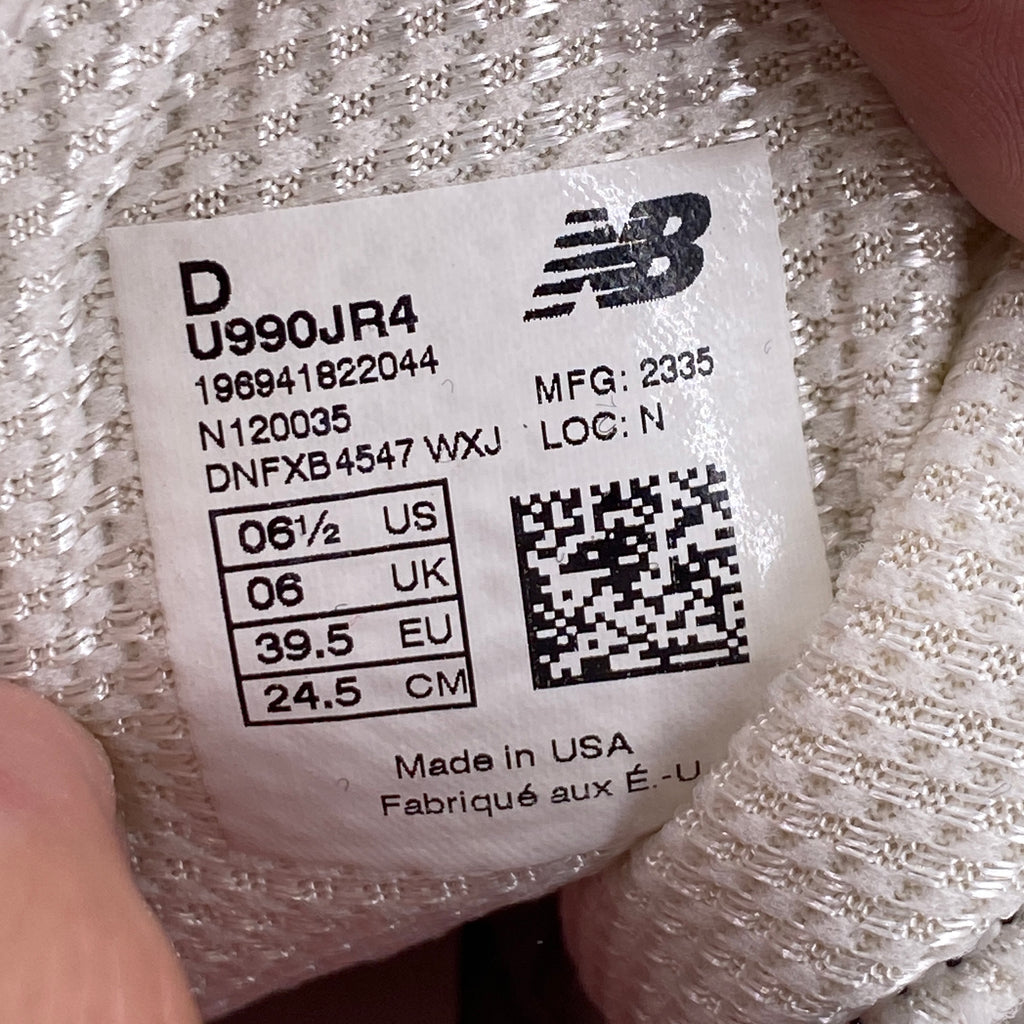 NB
D
U990JR4
196941822044
N120035
DNFXB4547 WXJ
MFG: 2335
LOC: N
06½ US
06 UK
39.5 EU
24.5 CM
Made in USA
Fabriqué aux É.-U